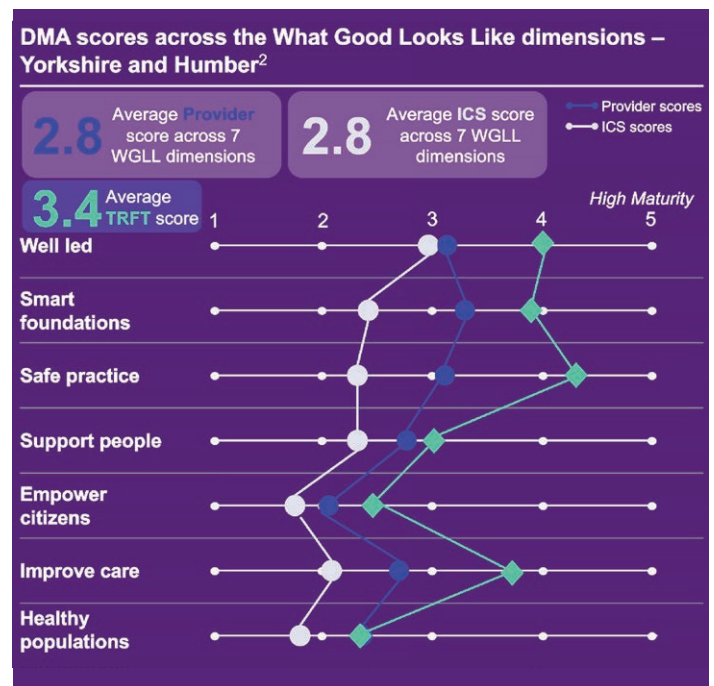 DMA scores across the What Good Looks Like dimensions –
Yorkshire and Humber2
2.8
Average Provider
score across 7
WGLL dimensions
2.8
Average ICS score
across 7 WGLL
dimensions
Provider scores
ICS scores
3.4
Average
TRFT score
High Maturity
1 2 3 4 5
Well led
Smart
foundations
Safe practice
Support people
Empower
citizens
Improve care
Healthy
populations